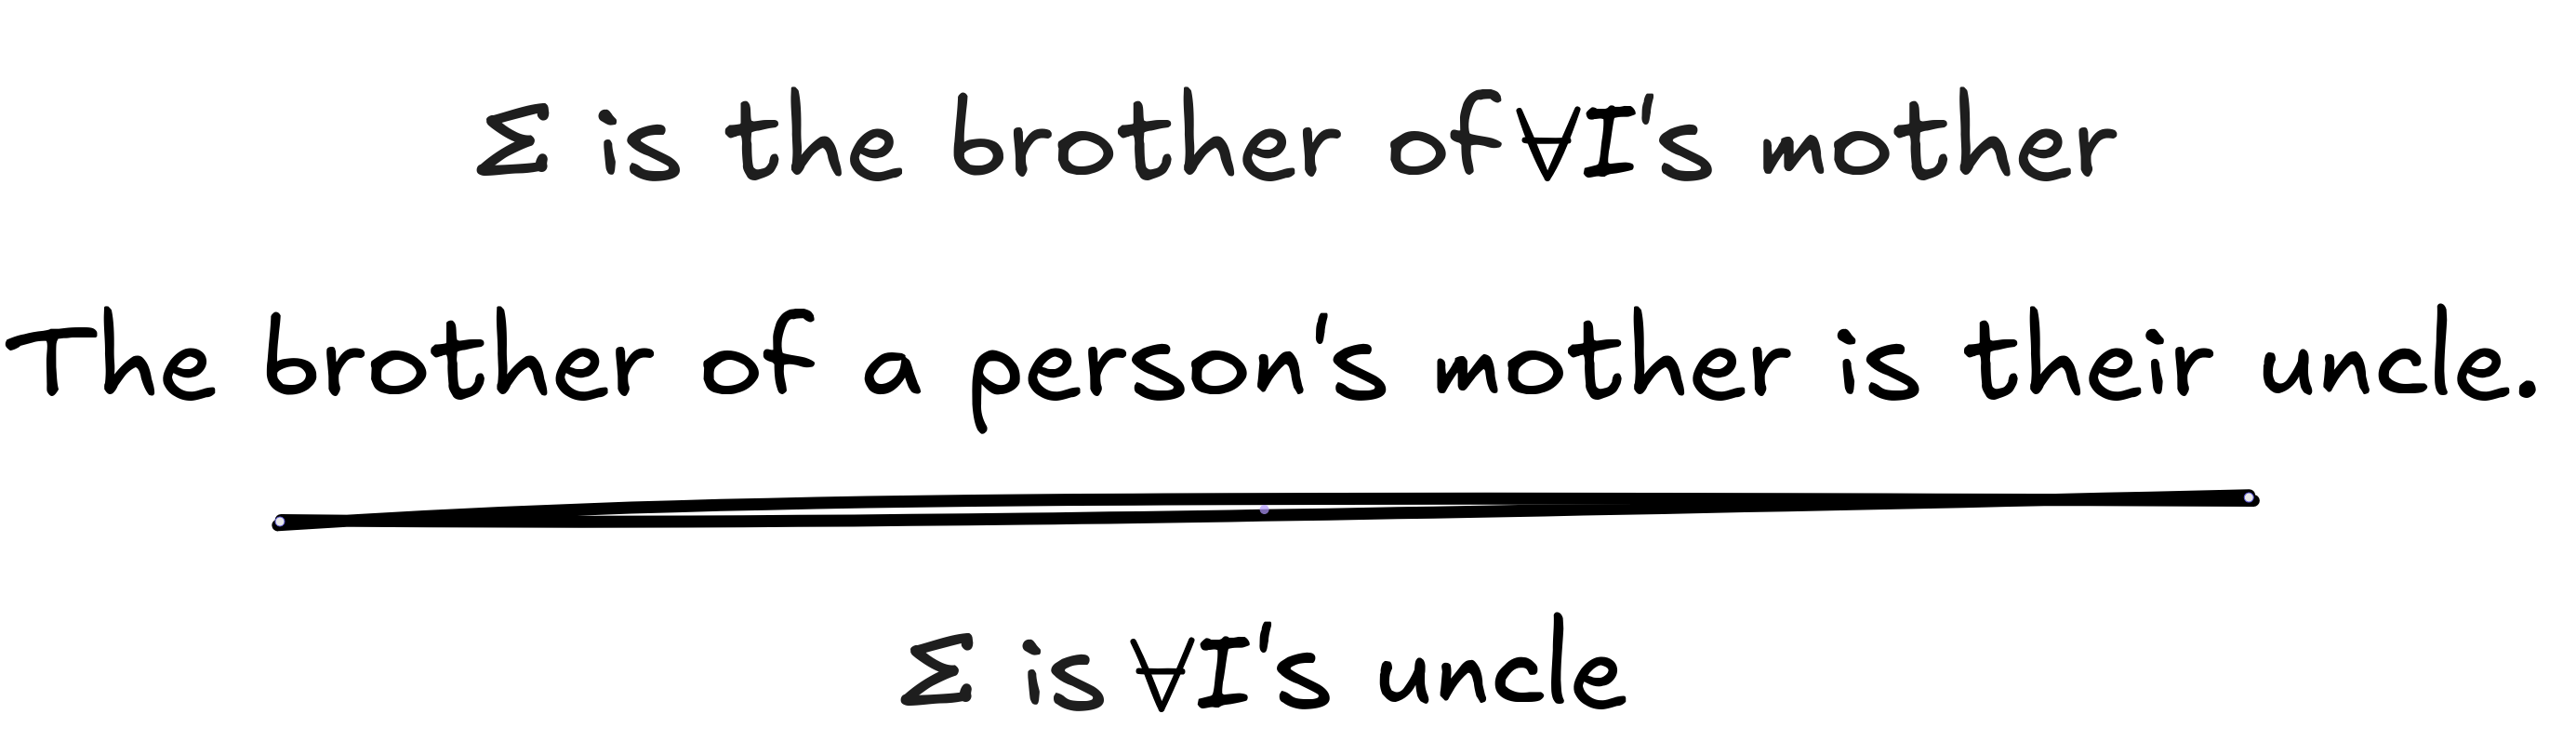 Σ is the brother of ∀I's mother
The brother of a person's mother is their uncle.
Σ is ∀I's uncle